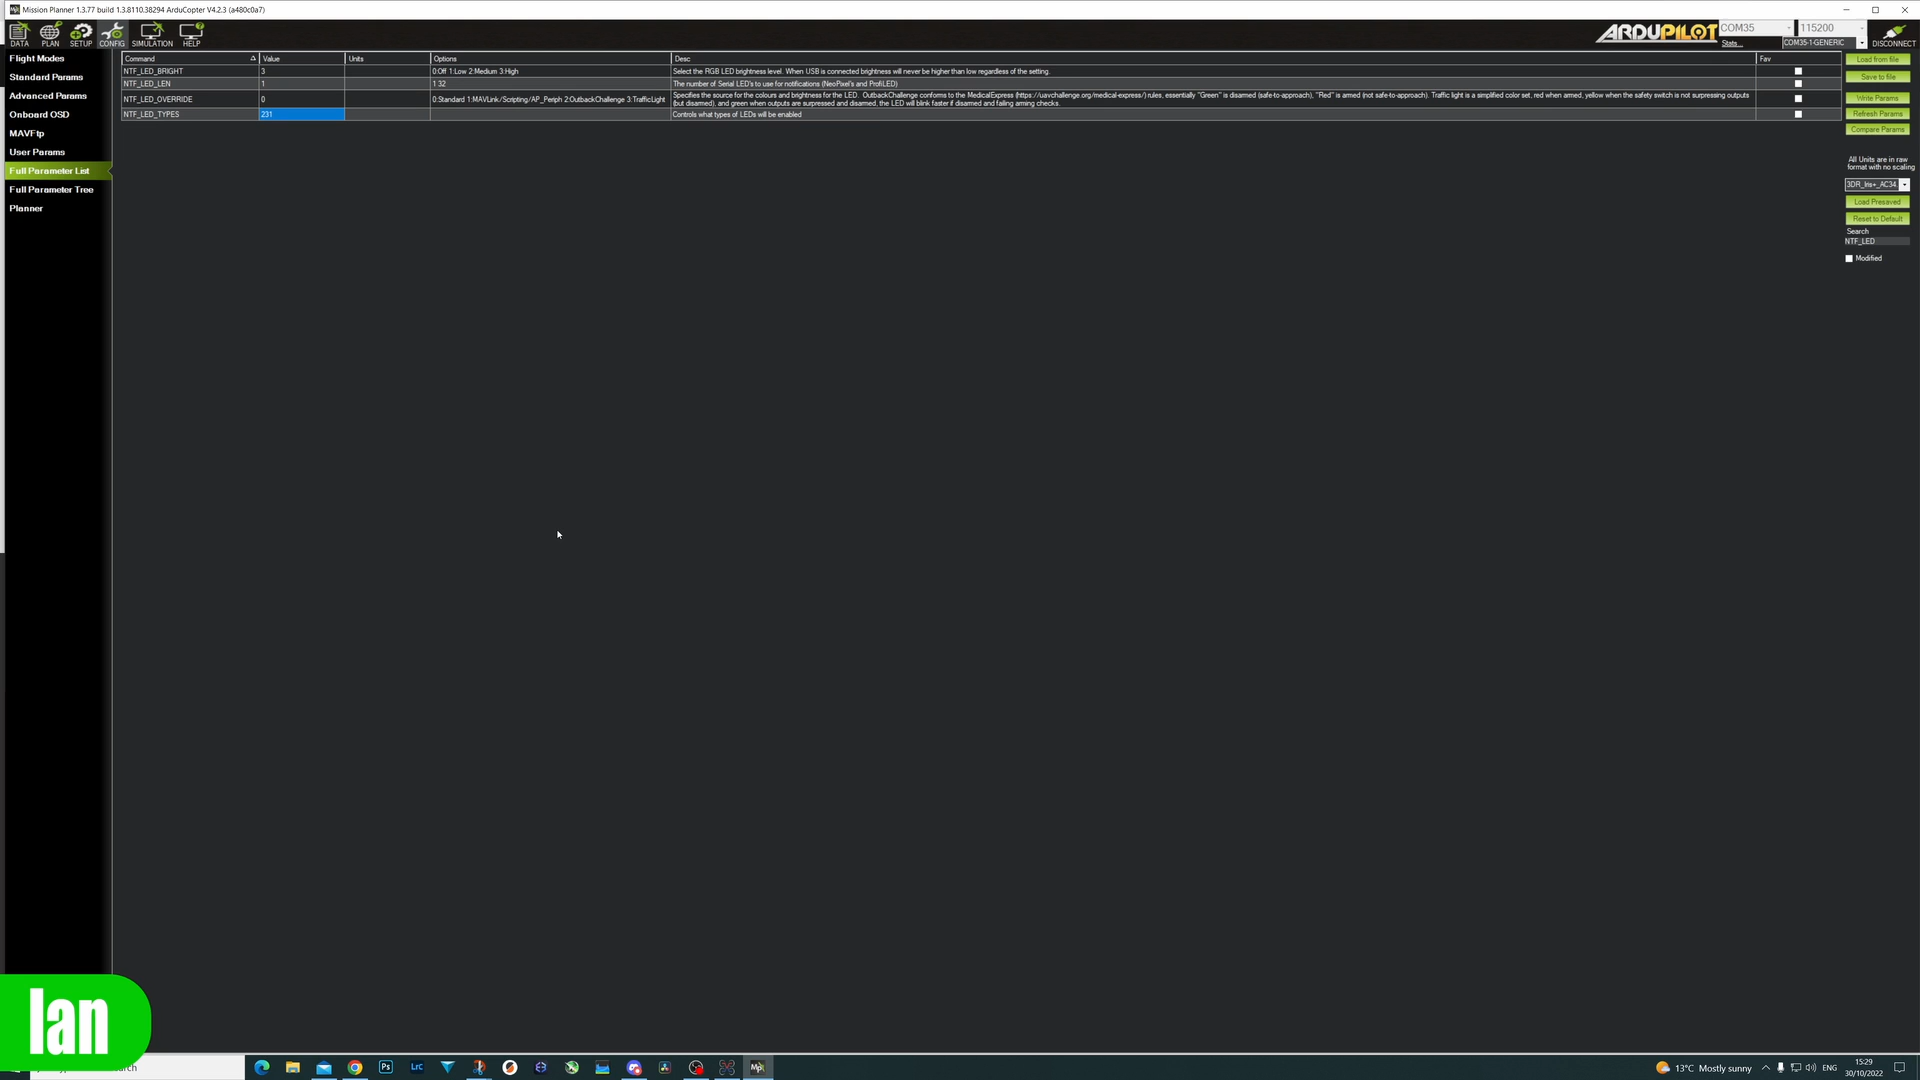 Mission Planner 1.3.77 build 1.3.8110.38294 ArduCopter V4.2.3 (a480c0a7)
DATA PLAN SETUP CONFIG SIMULATION HELP
ARDUPILOT
COM35 115200
Stats... COM35-1-GENERIC DISCONNECT
Flight Modes
Standard Params
Advanced Params
Onboard OSD
MAVFtp
User Params
Full Parameter List
Full Parameter Tree
Planner
Command Value Units Options Desc Fav
NTF_LED_BRIGHT 3 0:Off 1:Low 2:Medium 3:High Select the RGB LED brightness level. When USB is connected brightness will never be higher than low regardless of the setting.
NTF_LED_LEN 1 1 32 The number of Serial LED's to use for notifications (NeoPixel's and ProfiLED)
NTF_LED_OVERRIDE 0 0:Standard 1:MAVLink/Scripting/AP_Periph 2:OutbackChallenge 3:TrafficLight Specifies the source for the colours and brightness for the LED. OutbackChallenge conforms to the MedicalExpress (https://uavchallenge.org/medical-express/) rules, essentially "Green" is disarmed (safe-to-approach), "Red" is armed (not safe-to-approach). Traffic light is a simplified color set, red when armed, yellow when the safety switch is not surpressing outputs
(but disarmed), and green when outputs are surpressed and disarmed, the LED will blink faster if disarmed and failing arming checks.
NTF_LED_TYPES 231 Controls what types of LEDs will be enabled
Load from file
Save to file
Write Params
Refresh Params
Compare Params
All Units are in raw
format with no scaling
3DR_Iris+_AC34
Load Presaved
Reset to Default
Search
NTF_LED
Modified
Ian
Ps Lrc
13°C Mostly sunny ENG
15:29
30/10/2022